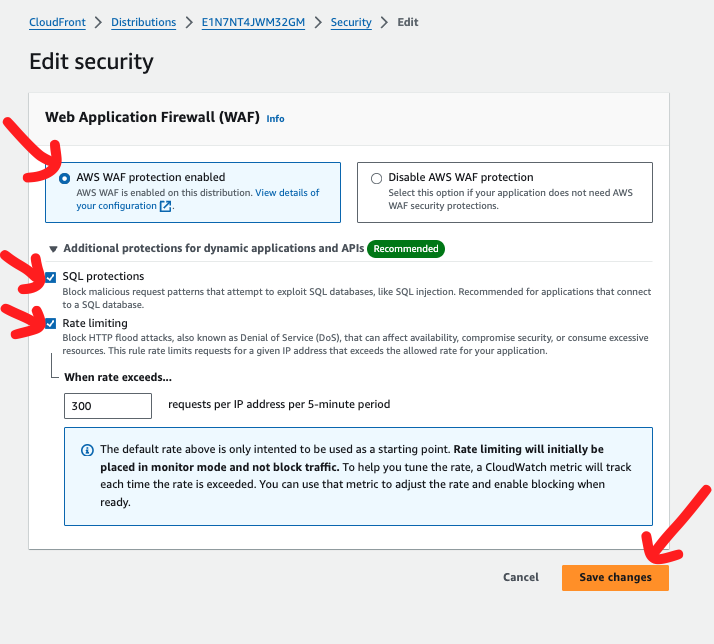 CloudFront > Distributions > E1N7NT4JWM32GM > Security > Edit
Edit security
Web Application Firewall (WAF) Info
AWS WAF protection enabled
AWS WAF is enabled on this distribution. View details of
your configuration.
Disable AWS WAF protection
Select this option if your application does not need AWS
WAF security protections.
Additional protections for dynamic applications and APIs Recommended
SQL protections
Block malicious request patterns that attempt to exploit SQL databases, like SQL injection. Recommended for applications that connect
to a SQL database.
Rate limiting
Block HTTP flood attacks, also known as Denial of Service (DoS), that can affect availability, compromise security, or consume excessive
resources. This rule rate limits requests for a given IP address that exceeds the allowed rate for your application.
When rate exceeds...
300 requests per IP address per 5-minute period
The default rate above is only intented to be used as a starting point. Rate limiting will initially be
placed in monitor mode and not block traffic. To help you tune the rate, a CloudWatch metric will track
each time the rate is exceeded. You can use that metric to adjust the rate and enable blocking when
ready.
Cancel Save changes